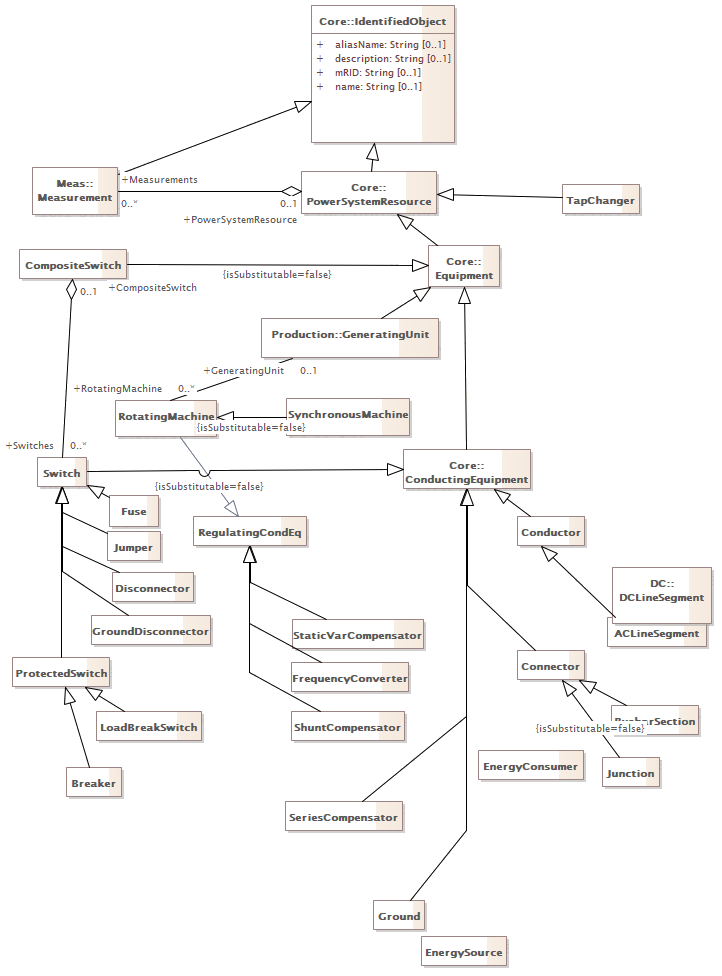 Core::IdentifiedObject
+ aliasName: String [0..1]
+ description: String [0..1]
+ mRID: String [0..1]
+ name: String [0..1]
Meas::
Measurement
+Measurements
0..*
0..1
+PowerSystemResource
Core::
PowerSystemResource
TapChanger
CompositeSwitch
{isSubstitutable=false}
Core::
Equipment
0..1 +CompositeSwitch
Production::GeneratingUnit
+GeneratingUnit 0..1
+RotatingMachine 0..*
RotatingMachine
SynchronousMachine
{isSubstitutable=false}
+Switches 0..*
Switch
Core::
ConductingEquipment
{isSubstitutable=false}
Fuse
RegulatingCondEq
Conductor
Jumper
Disconnector
DC::
DCLineSegment
GroundDisconnector
StaticVarCompensator
ACLineSegment
ProtectedSwitch
FrequencyConverter
Connector
LoadBreakSwitch
ShuntCompensator
BusbarSection
{isSubstitutable=false}
Breaker
EnergyConsumer
Junction
SeriesCompensator
Ground
EnergySource